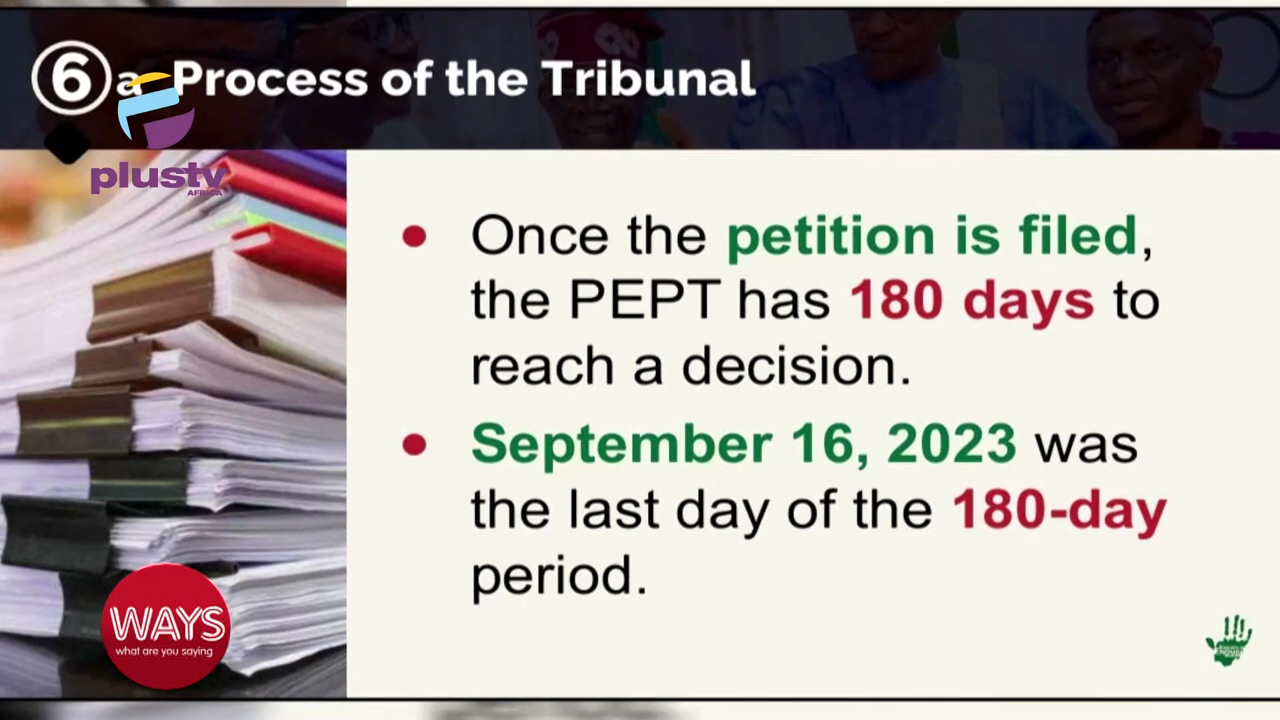 6 a Process of the Tribunal
plustv
AFRICA
• Once the petition is filed,
the PEPT has 180 days to
reach a decision.
• September 16, 2023 was
the last day of the 180-day
period.
WAYS
what are you saying